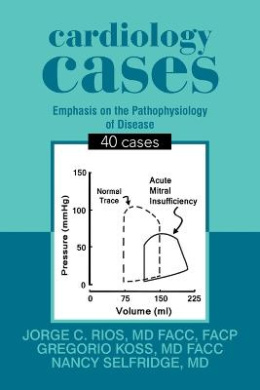 cardiology
cases
Emphasis on the Pathophysiology
of Disease
40 cases
Pressure (mmHg)
150
100
50
0
Normal
Trace
Acute
Mitral
Insufficiency
0
75
150
225
Volume (ml)
JORGE C. RIOS, MD FACC, FACP
GREGORIO KOSS, MD FACC
NANCY SELFRIDGE, MD